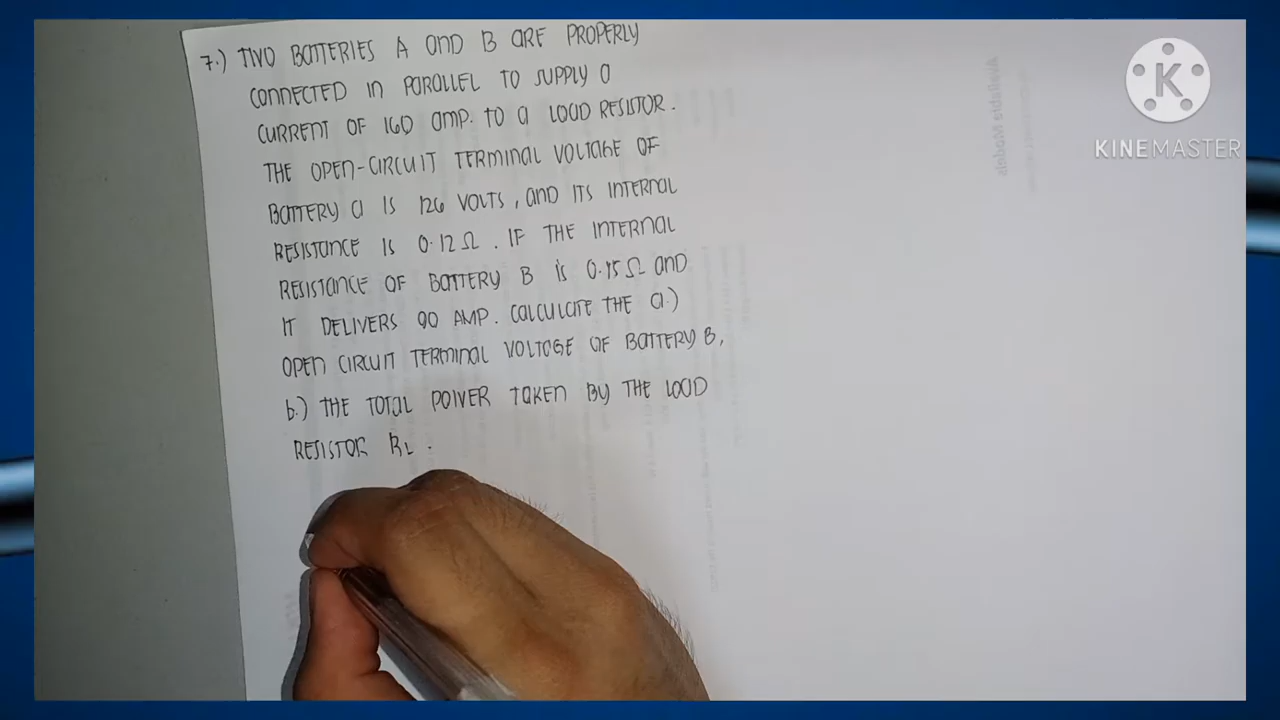 7.) TWO BATTERIES A AND B ARE PROPERLY
CONNECTED IN PARALLEL TO SUPPLY A
CURRENT OF 160 AMP. TO A LOAD RESISTOR.
THE OPEN-CIRCUIT TERMINAL VOLTAGE OF
BATTERY A IS 126 VOLTS, AND ITS INTERNAL
RESISTANCE IS 0.12 Ω. IF THE INTERNAL
RESISTANCE OF BATTERY B is 0.15 Ω AND
IT DELIVERS 90 AMP. CALCULATE THE a.)
OPEN CIRCUIT TERMINAL VOLTAGE OF BATTERY B,
b.) THE TOTAL POWER TAKEN BY THE LOAD
RESISTOR RL.
K
KINEMASTER
Available Models